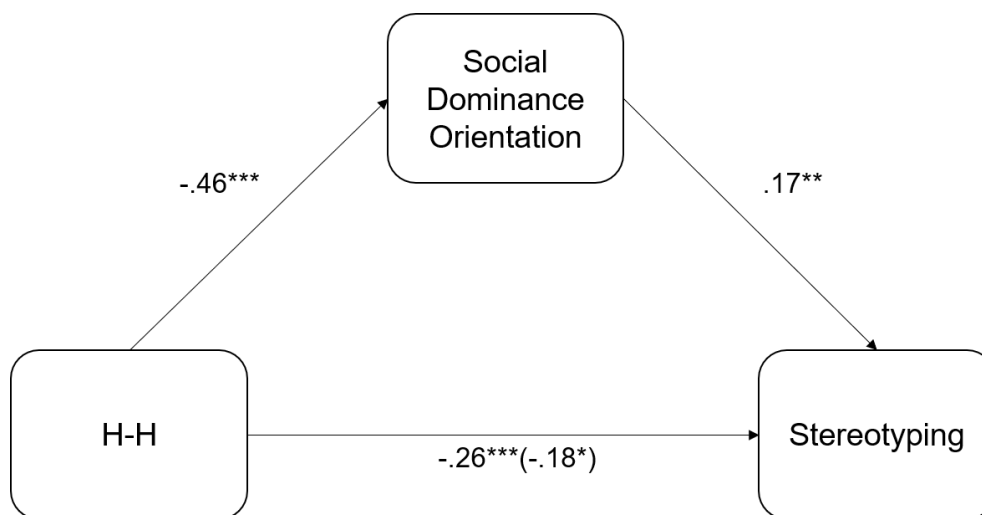 Social
Dominance
Orientation
-.46***
.17**
H-H
Stereotyping
-.26***(-.18*)